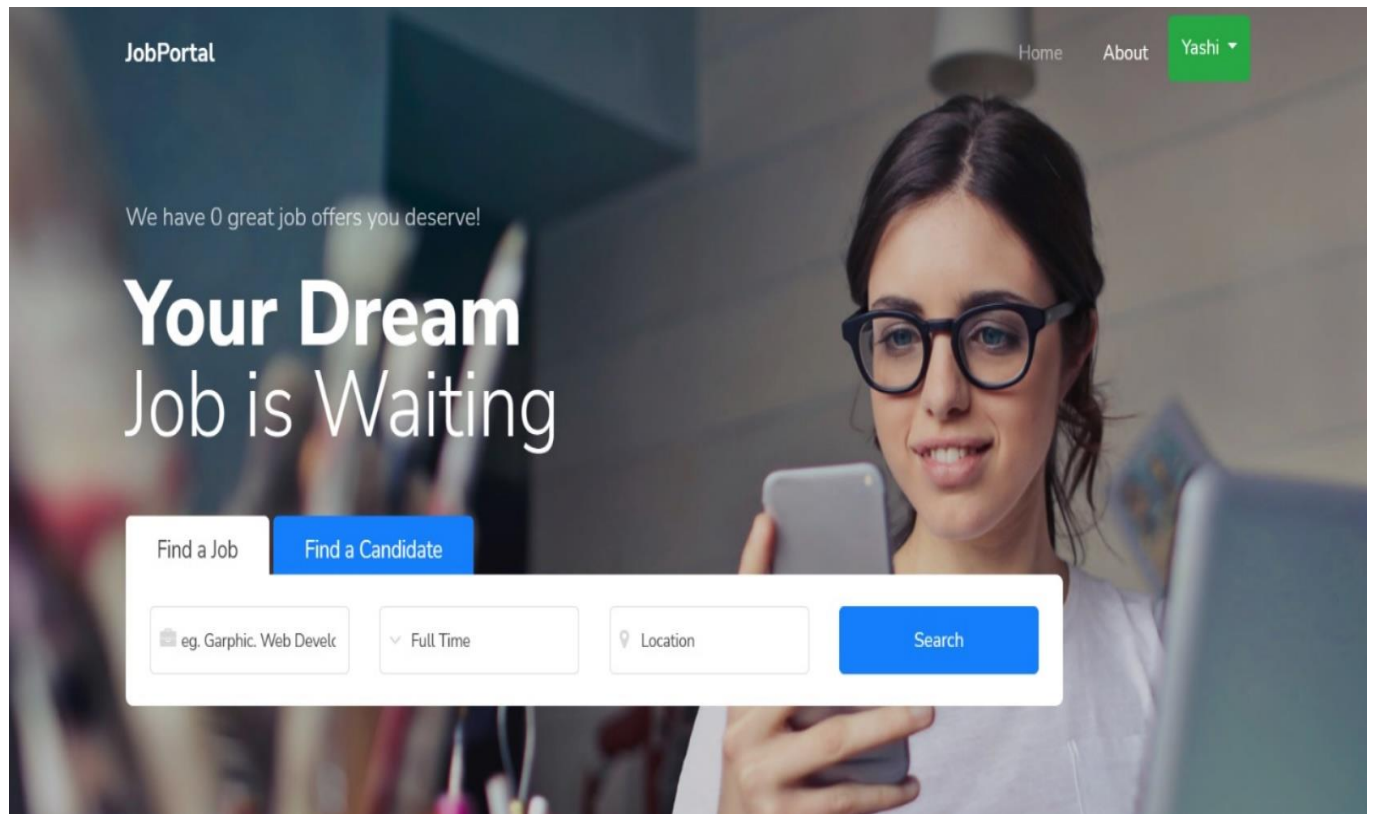 JobPortal
Home About Yashi
We have 0 great job offers you deserve!
Your Dream
Job is Waiting
Find a Job Find a Candidate
eg. Garphic. Web Develo Full Time Location Search